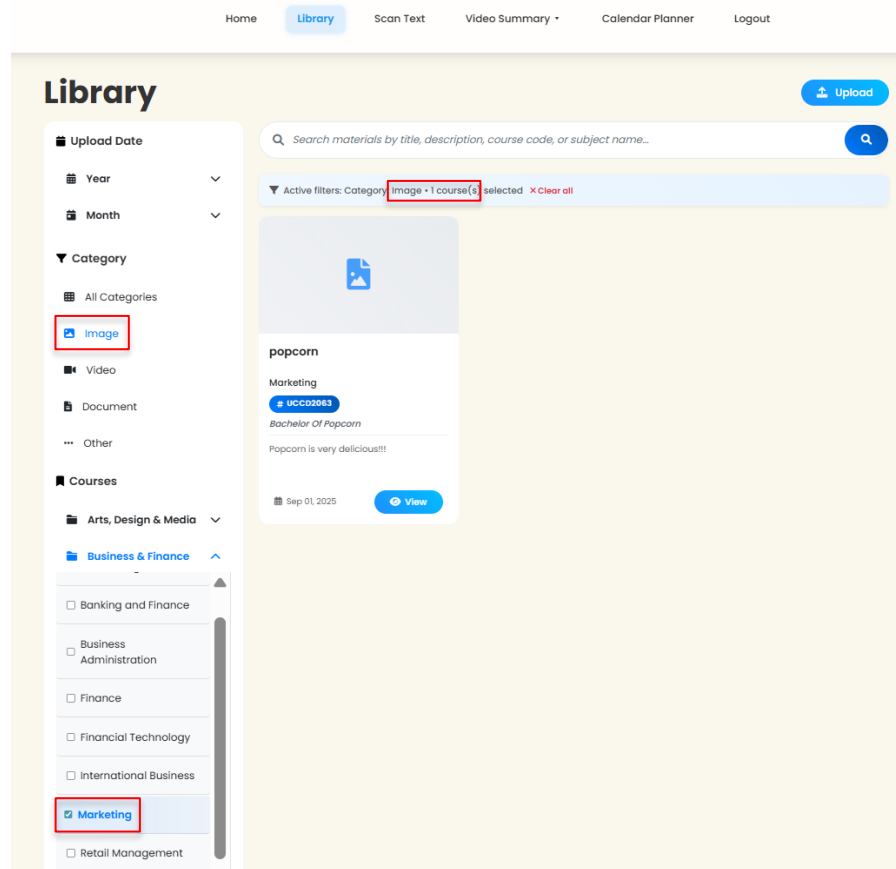 Home Library Scan Text Video Summary Calendar Planner Logout
Library
Upload
Upload Date
Year
Month
Category
All Categories
Image
Video
Document
Other
Courses
Arts, Design & Media
Business & Finance
Banking and Finance
Business
Administration
Finance
Financial Technology
International Business
Marketing
Retail Management
Search materials by title, description, course code, or subject name...
Active filters: Category: Image • 1 course(s) selected ×Clear all
popcorn
Marketing
# UCCD2063
Bachelor Of Popcorn
Popcorn is very delicious!!!
Sep 01, 2025 View